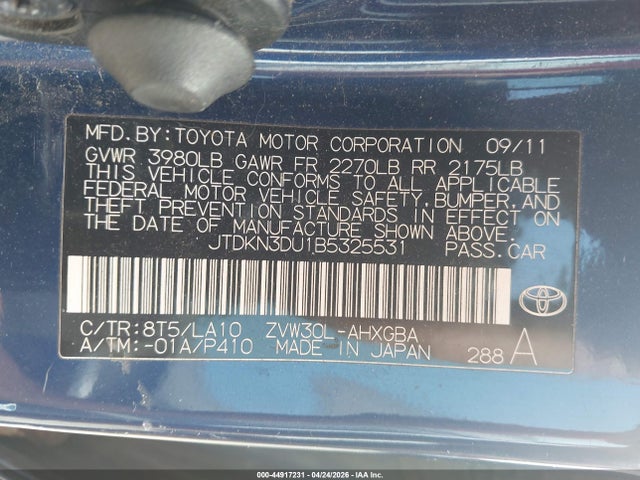 MFD. BY: TOYOTA MOTOR CORPORATION 09/11
GVWR 3980LB GAWR FR 2270LB RR 2175LB
THIS VEHICLE CONFORMS TO ALL APPLICABLE
FEDERAL MOTOR VEHICLE SAFETY, BUMPER, AND
THEFT PREVENTION STANDARDS IN EFFECT ON
THE DATE OF MANUFACTURE SHOWN ABOVE.
JTDKN3DU1B5325531 PASS.CAR
C/TR: 8T5/LA10 ZVW30L-AHXGBA
A/TM: -01A/P410 MADE IN JAPAN 288 A
000-44917231 - 04/24/2026 - IAAHC.